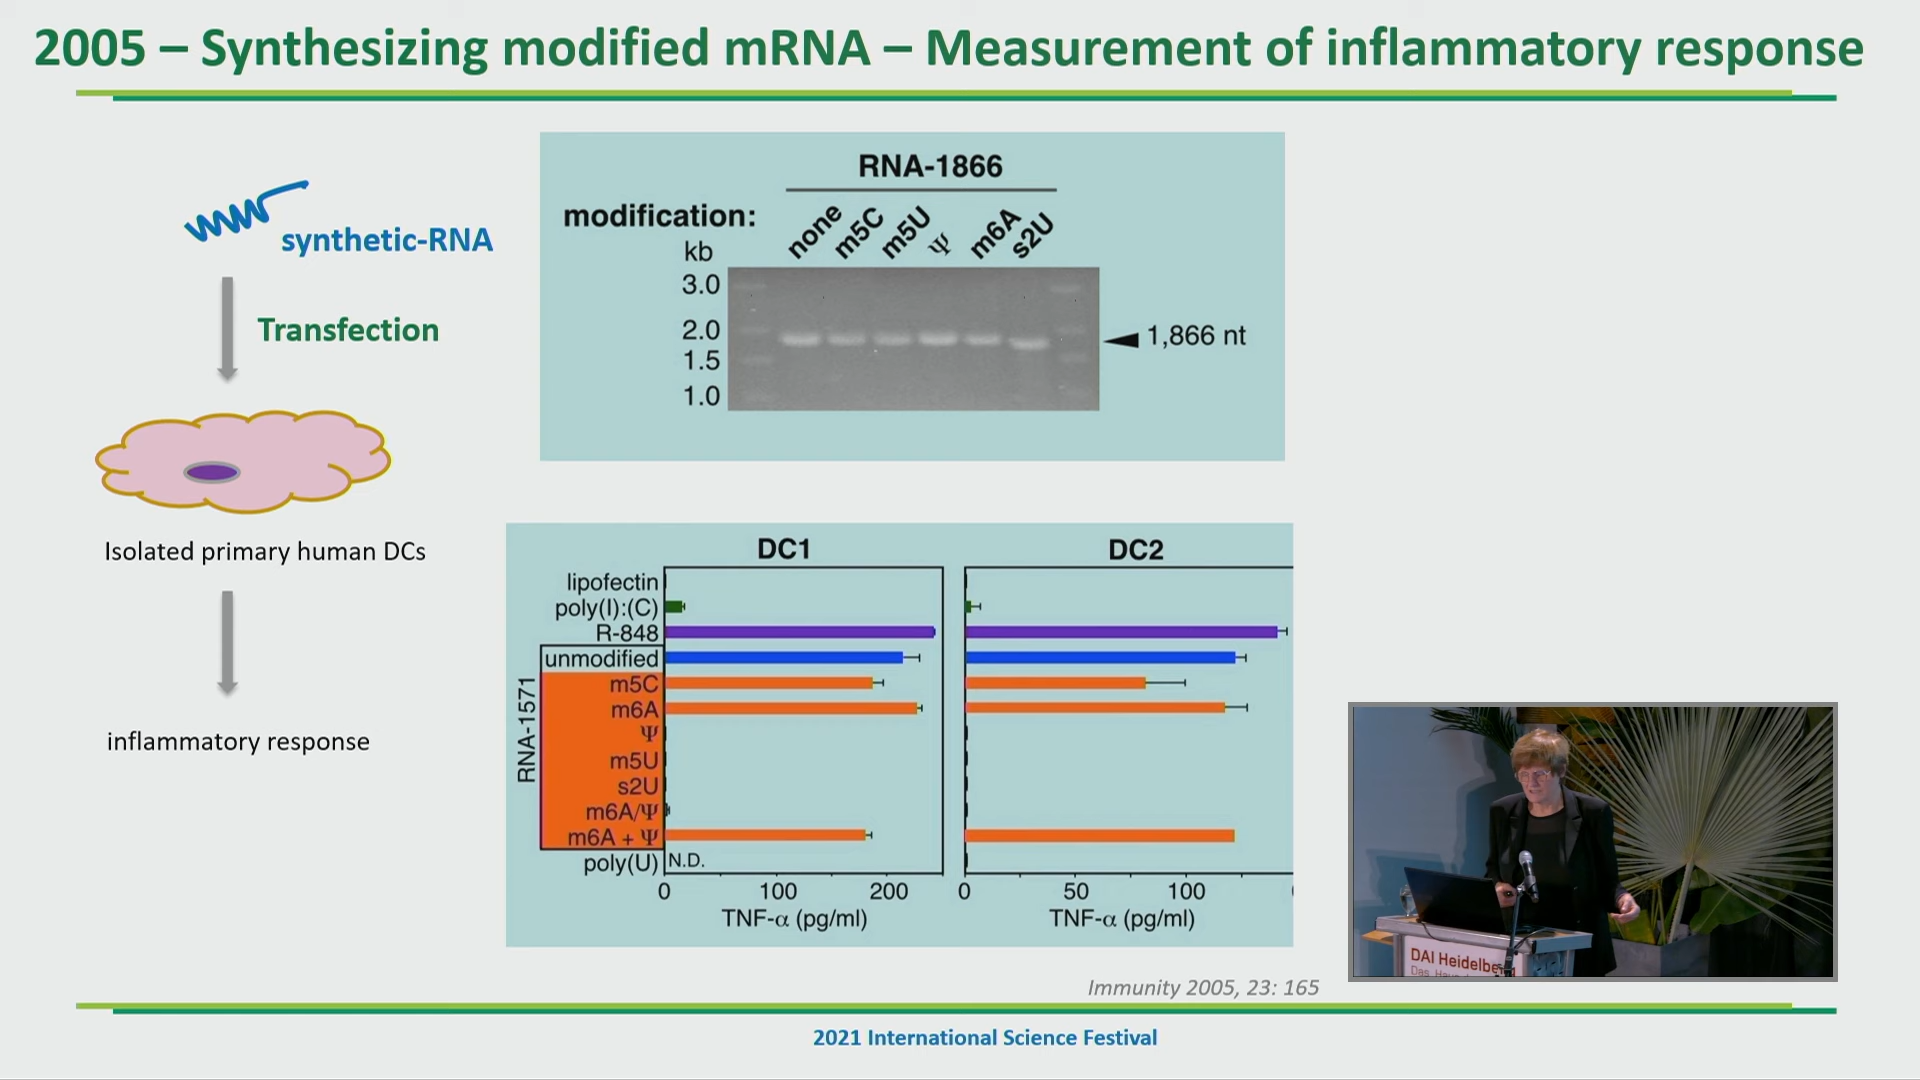 2005 – Synthesizing modified mRNA – Measurement of inflammatory response
synthetic-RNA
Transfection
Isolated primary human DCs
inflammatory response
RNA-1866
modification:
none m5C m5U Ψ m6A s2U
kb
3.0
2.0
1.5
1.0
1,866 nt
DC1
DC2
lipofectin
poly(I):(C)
R-848
unmodified
m5C
m6A
Ψ
m5U
s2U
m6A/Ψ
m6A + Ψ
poly(U) N.D.
RNA-1571
0 100 200
TNF-α (pg/ml)
0 50 100
TNF-α (pg/ml)
DAI Heidelbe
Das
Immunity 2005, 23: 165
2021 International Science Festival